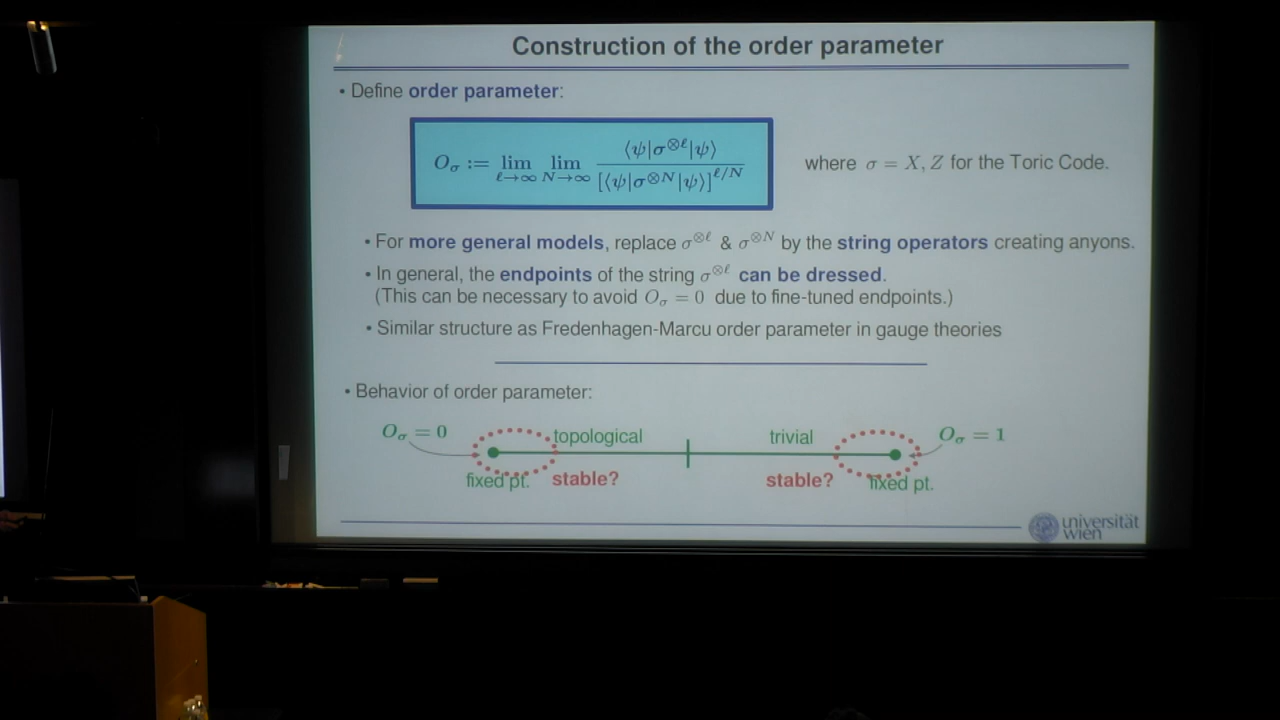 Construction of the order parameter
• Define order parameter:
O_σ := lim_{ℓ→∞} lim_{N→∞} ⟨ψ|σ^{⊗ℓ}|ψ⟩ / [⟨ψ|σ^{⊗N}|ψ⟩]^{ℓ/N}
where σ = X, Z for the Toric Code.
• For more general models, replace σ^{⊗ℓ} & σ^{⊗N} by the string operators creating anyons.
• In general, the endpoints of the string σ^{⊗ℓ} can be dressed.
(This can be necessary to avoid O_σ = 0 due to fine-tuned endpoints.)
• Similar structure as Fredenhagen-Marcu order parameter in gauge theories
• Behavior of order parameter:
O_σ = 0
topological
trivial
O_σ = 1
fixed pt.
stable?
stable?
fixed pt.
universität
wien